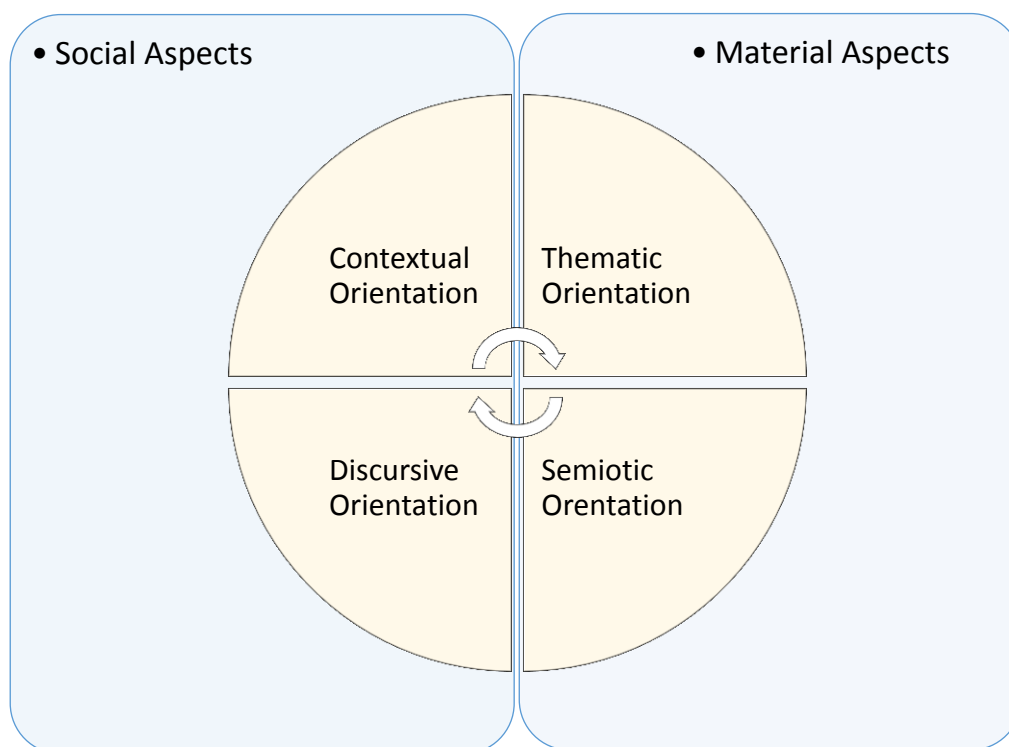 • Social Aspects
• Material Aspects
Contextual
Orientation
Thematic
Orientation
Discursive
Orientation
Semiotic
Orentation